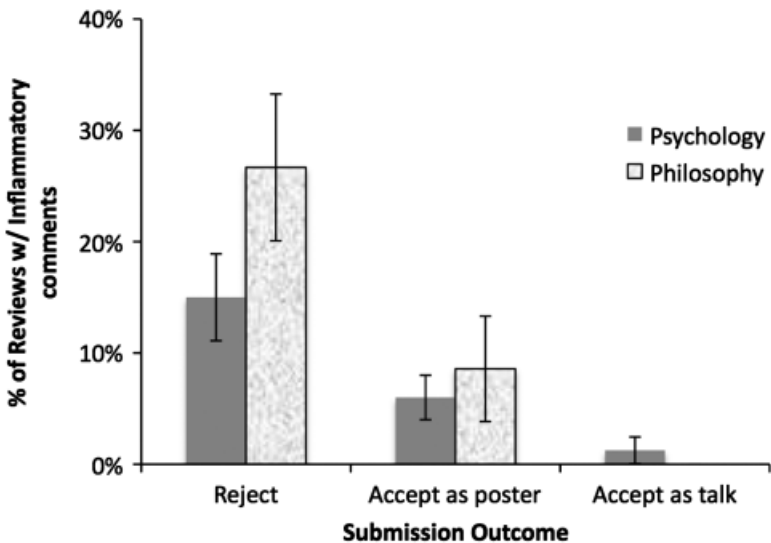 40%
30%
20%
10%
0%
% of Reviews w/ Inflammatory
comments
Psychology
Philosophy
Reject
Accept as poster
Accept as talk
Submission Outcome